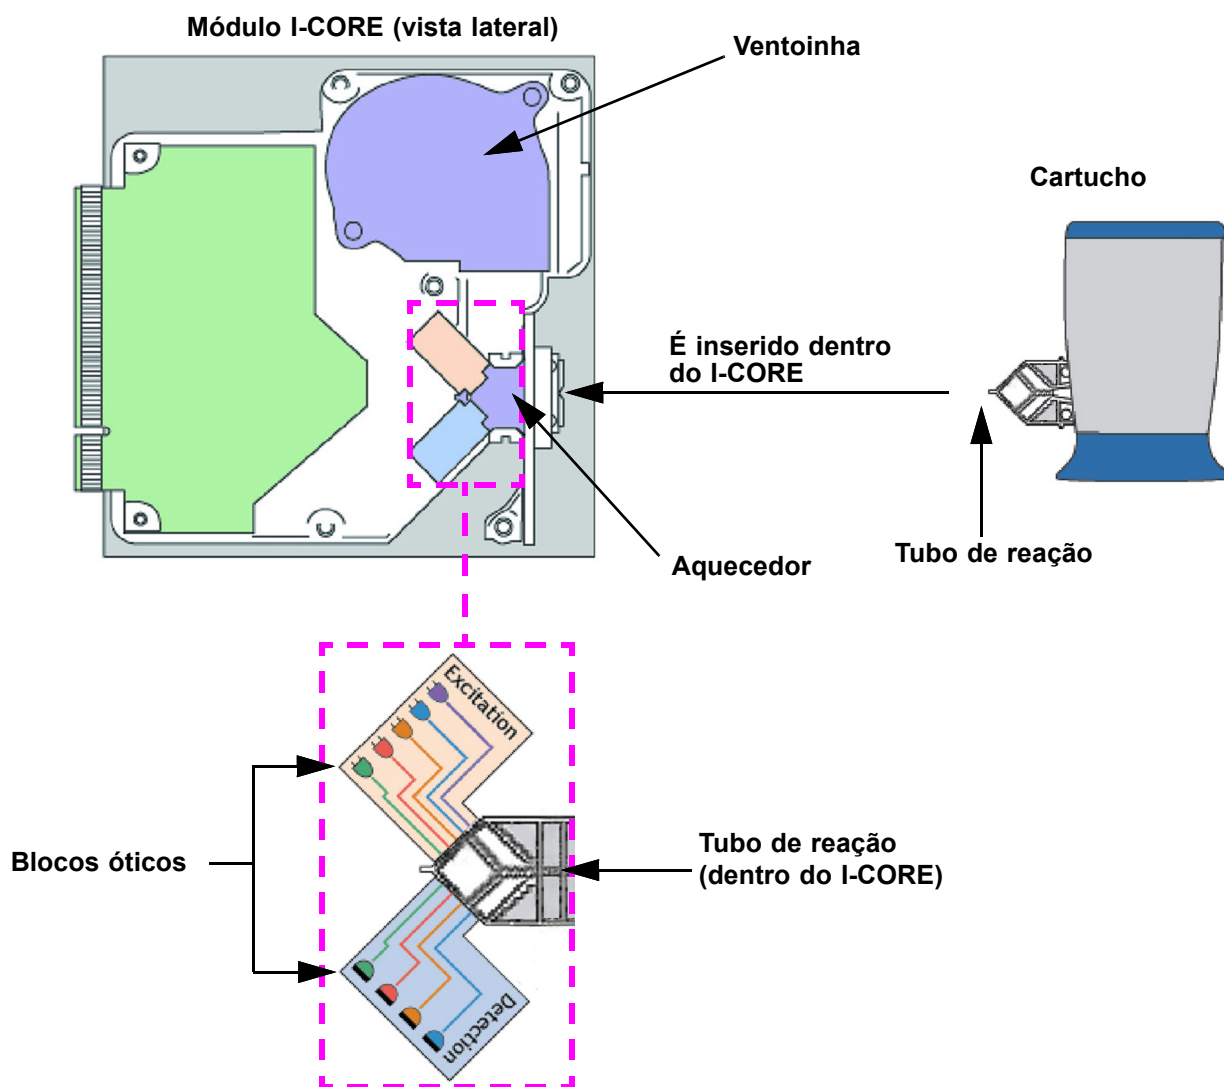 Módulo I-CORE (vista lateral)
Ventoinha
Cartucho
É inserido dentro
do I-CORE
Aquecedor
Tubo de reação
Excitation
Blocos óticos
Tubo de reação
(dentro do I-CORE)
Detection